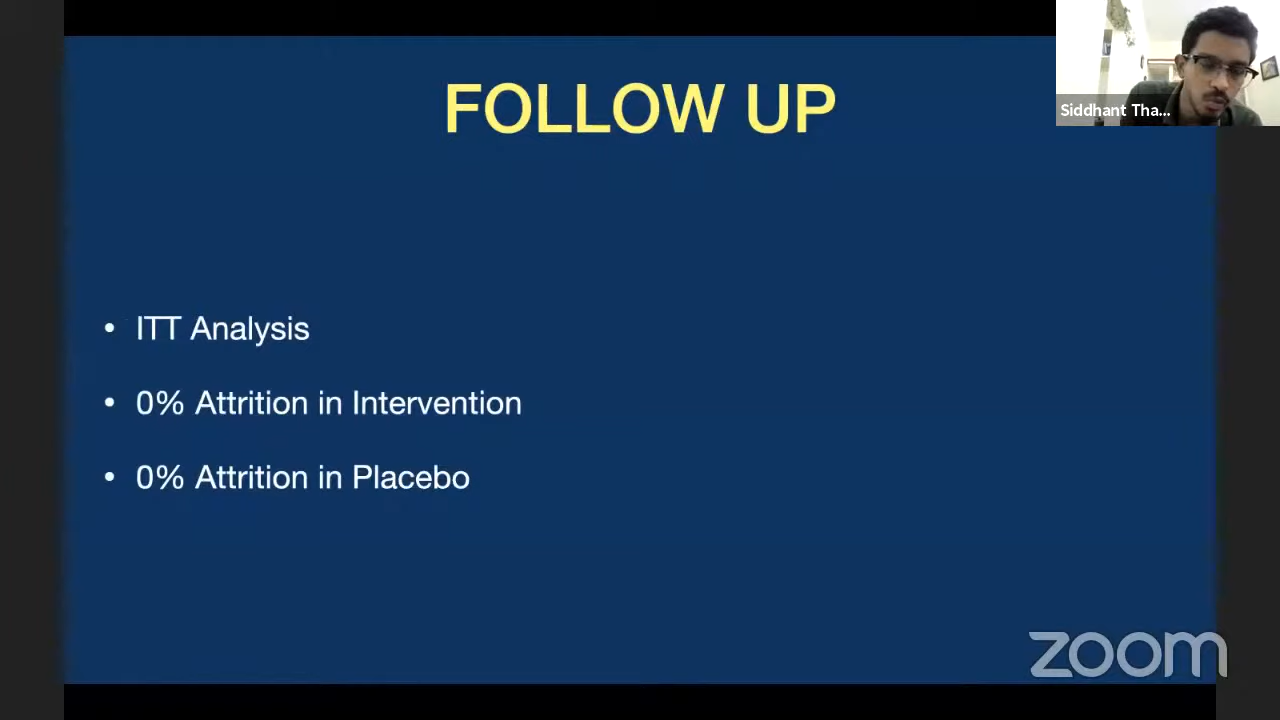 FOLLOW UP
Siddhant Tha...
• ITT Analysis
• 0% Attrition in Intervention
• 0% Attrition in Placebo
zoom